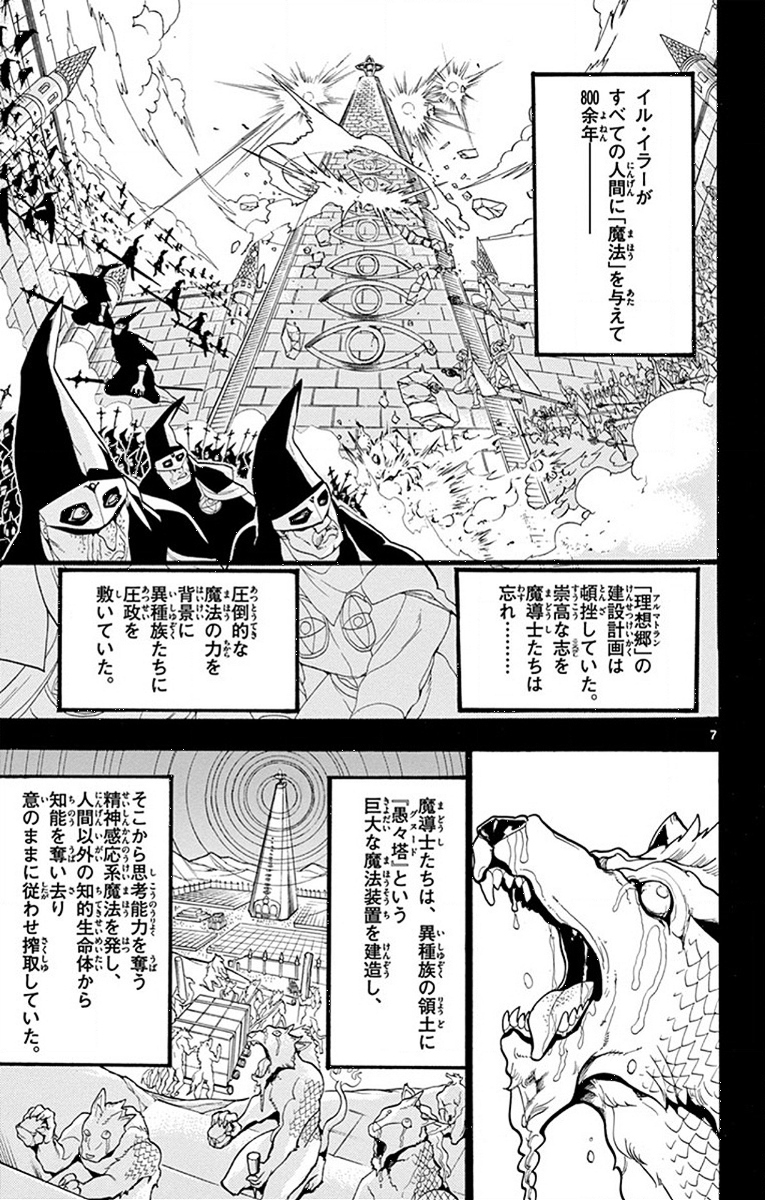 イル・イラーが
すべての人間に「魔法」を与えて
800余年――――
「理想郷」の
建設計画は
頓挫していた。
崇高な志を
魔導士たちは
忘れ………
圧倒的な
魔法の力を
背景に
異種族たちに
圧政を
敷いていた。
7
魔導士たちは、異種族の領土に
『愚々塔』という
巨大な魔法装置を建造し、
そこから思考能力を奪う
精神感応系魔法を発し、
人間以外の知的生命体から
知能を奪い去り
意のままに従わせ搾取していた。